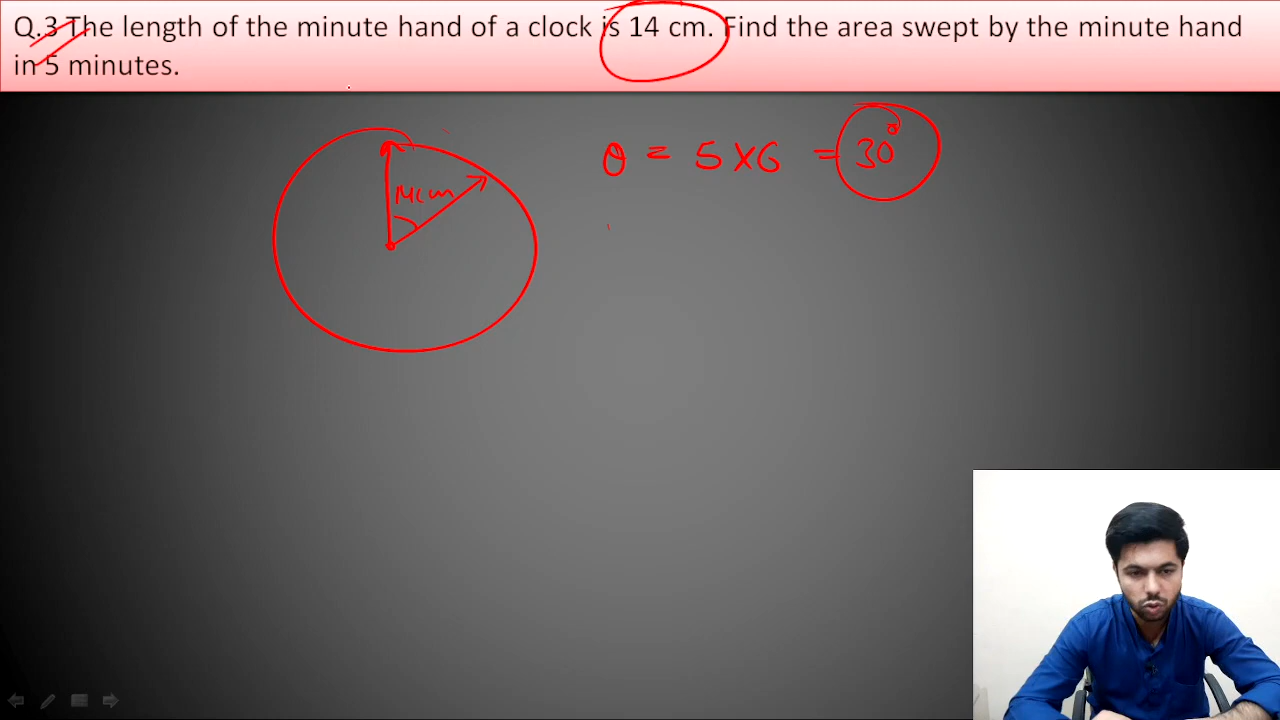 Q.3 The length of the minute hand of a clock is 14 cm. Find the area swept by the minute hand
in 5 minutes.
θ = 5 x 6 = 30°
14cm